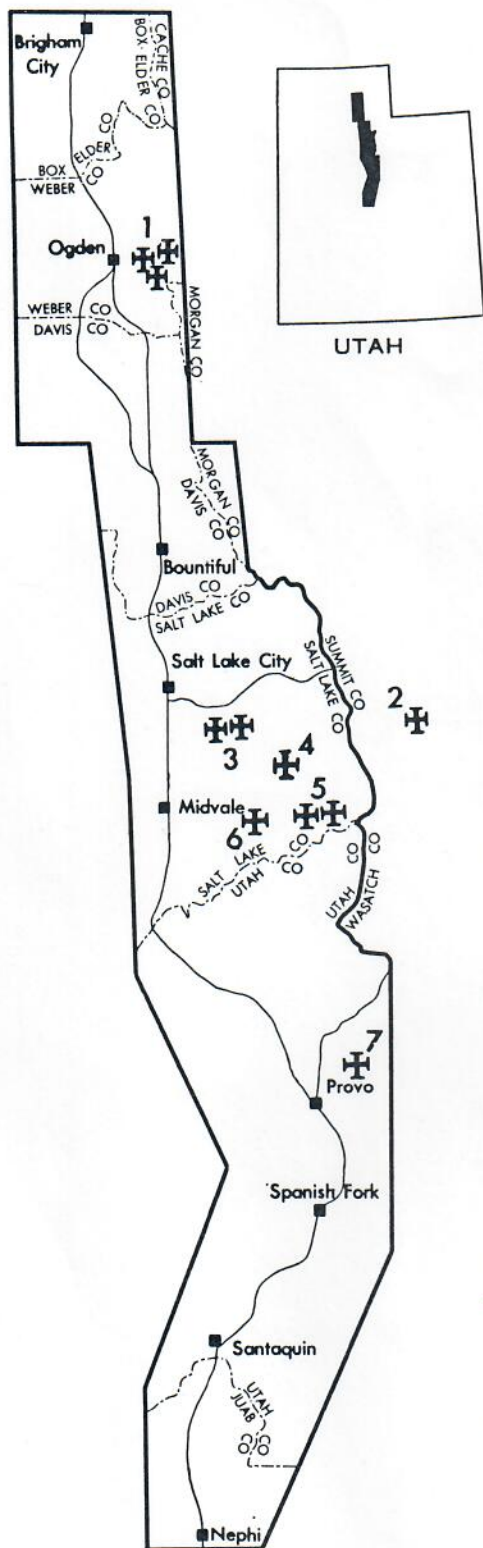 Brigham
City
CACHE CO
BOX ELDER CO
BOX ELDER CO
WEBER CO
1
Ogden
WEBER CO
DAVIS CO
MORGAN CO
UTAH
MORGAN CO
DAVIS CO
Bountiful
DAVIS CO
SALT LAKE CO
Salt Lake City
SUMMIT CO
SALT LAKE CO
2
3
4
Midvale
5
6
SALT LAKE CO
UTAH CO
UTAH CO
WASATCH CO
7
Provo
Spanish Fork
Santaquin
UTAH CO
JUAB CO
Nephi